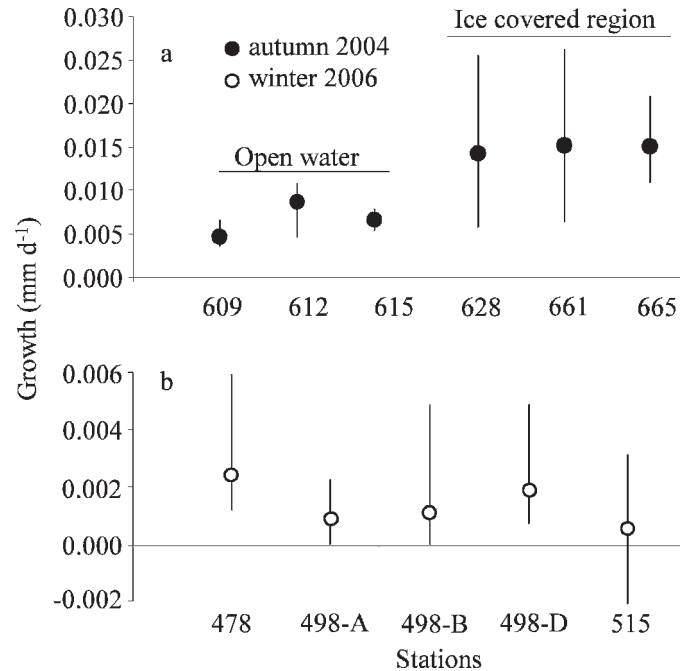 0.030
0.025
0.020
0.015
0.010
0.005
0.000
a
autumn 2004
winter 2006
Ice covered region
Open water
609 612 615 628 661 665
Growth (mm d-1)
0.006
0.004
0.002
0.000
-0.002
b
478 498-A 498-B 498-D 515
Stations